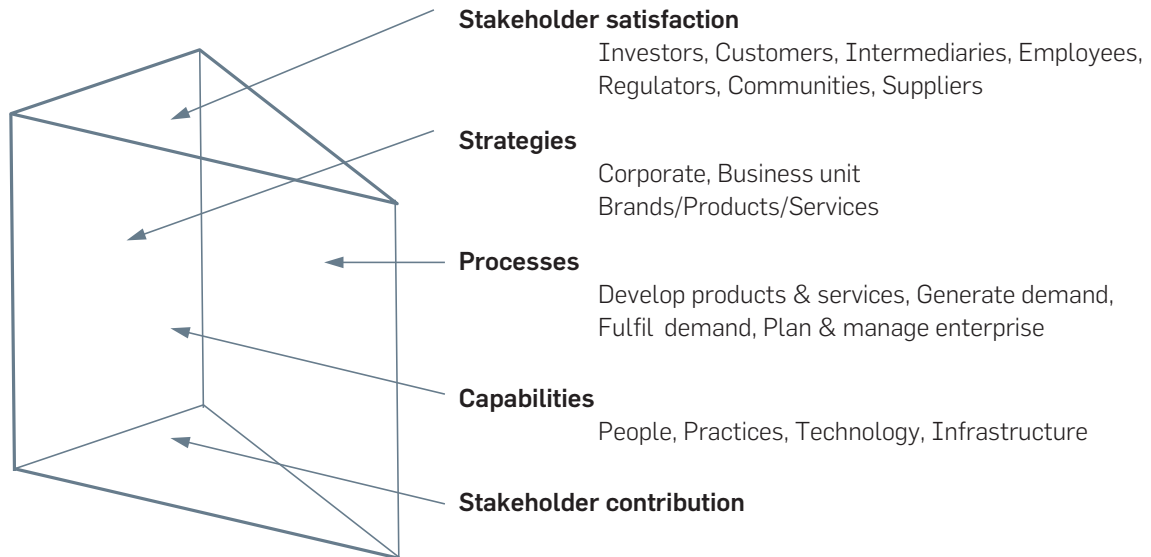 Stakeholder satisfaction
Investors, Customers, Intermediaries, Employees,
Regulators, Communities, Suppliers
Strategies
Corporate, Business unit
Brands/Products/Services
Processes
Develop products & services, Generate demand,
Fulfil demand, Plan & manage enterprise
Capabilities
People, Practices, Technology, Infrastructure
Stakeholder contribution